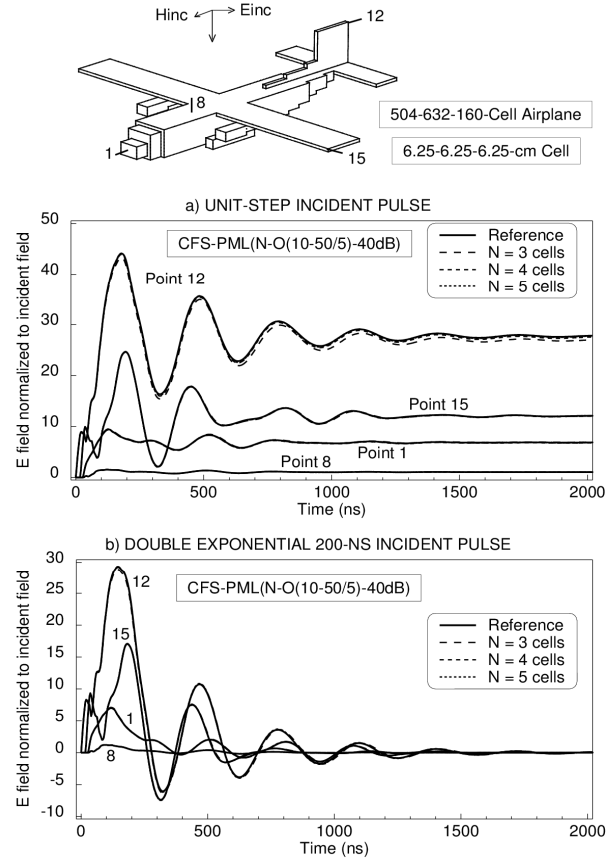 Hinc
Einc
12
8
504-632-160-Cell Airplane
6.25-6.25-6.25-cm Cell
1
15
a) UNIT-STEP INCIDENT PULSE
CFS-PML(N-O(10-50/5)-40dB)
Reference
N = 3 cells
N = 4 cells
N = 5 cells
Point 12
Point 15
Point 1
Point 8
E field normalized to incident field
50
40
30
20
10
0
0
500
1000
1500
2000
Time (ns)
b) DOUBLE EXPONENTIAL 200-NS INCIDENT PULSE
CFS-PML(N-O(10-50/5)-40dB)
Reference
N = 3 cells
N = 4 cells
N = 5 cells
12
15
1
8
E field normalized to incident field
30
25
20
15
10
5
0
-5
-10
0
500
1000
1500
2000
Time (ns)